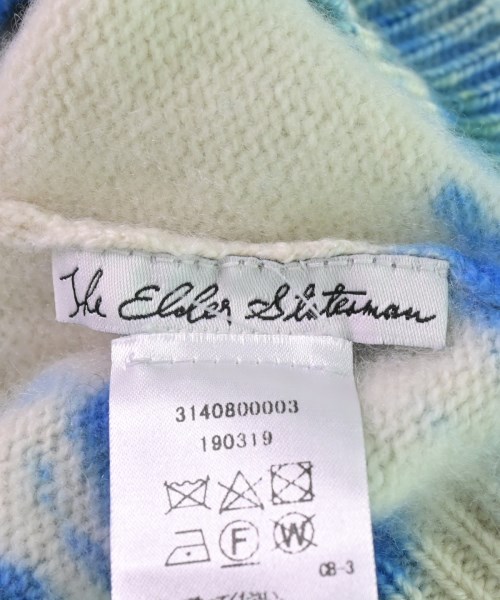 The Elder Statesman
3140800003
190319
F W
CB-3